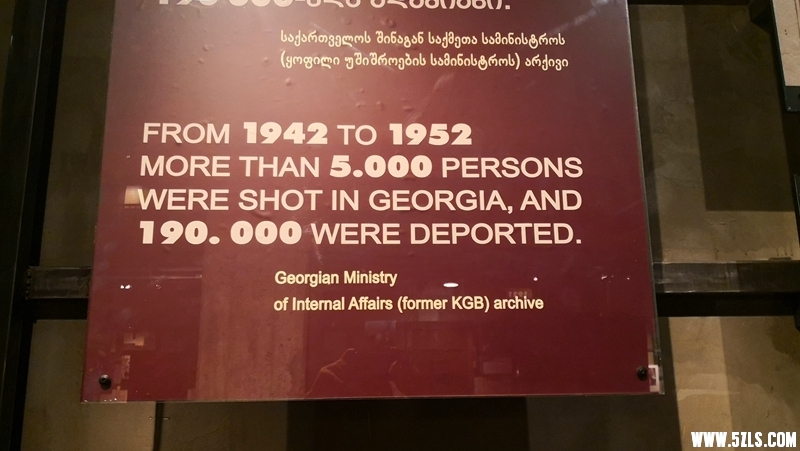 საქართველოს შინაგან საქმეთა სამინისტროს
(ყოფილი უშიშროების სამინისტროს) არქივი
FROM 1942 TO 1952
MORE THAN 5.000 PERSONS
WERE SHOT IN GEORGIA, AND
190. 000 WERE DEPORTED.
Georgian Ministry
of Internal Affairs (former KGB) archive
WWW.5ZLS.COM